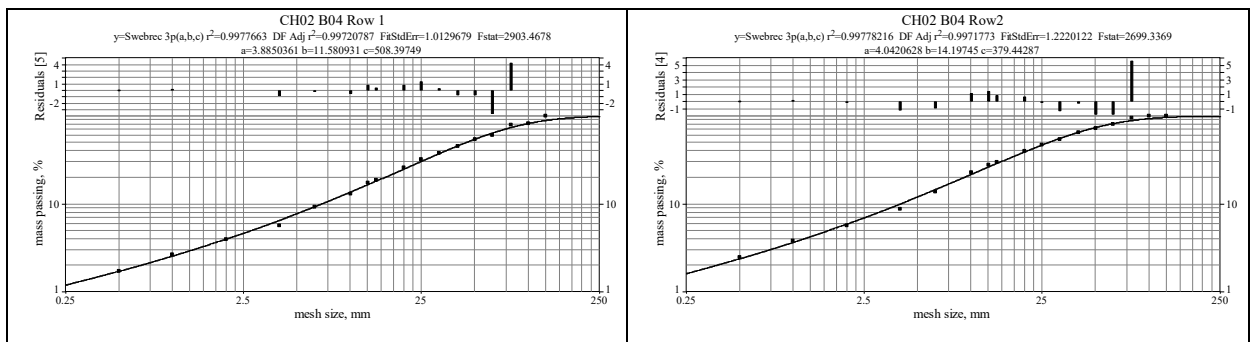 CH02 B04 Row 1
y=Swebrec 3p(a,b,c) r²=0.9977663 DF Adj r²=0.99720787 FitStdErr=1.0129679 Fstat=2903.4678
a=3.8850361 b=11.580931 c=508.39749
Residuals [5]
4
1
-2
4
1
-2
mass passing, %
10
1
10
1
0.25
2.5
25
250
mesh size, mm
CH02 B04 Row2
y=Swebrec 3p(a,b,c) r²=0.99778216 DF Adj r²=0.9971773 FitStdErr=1.2220122 Fstat=2699.3369
a=4.0420628 b=14.19745 c=379.44287
Residuals [4]
5
3
1
-1
5
3
1
-1
mass passing, %
10
1
10
1
0.25
2.5
25
250
mesh size, mm